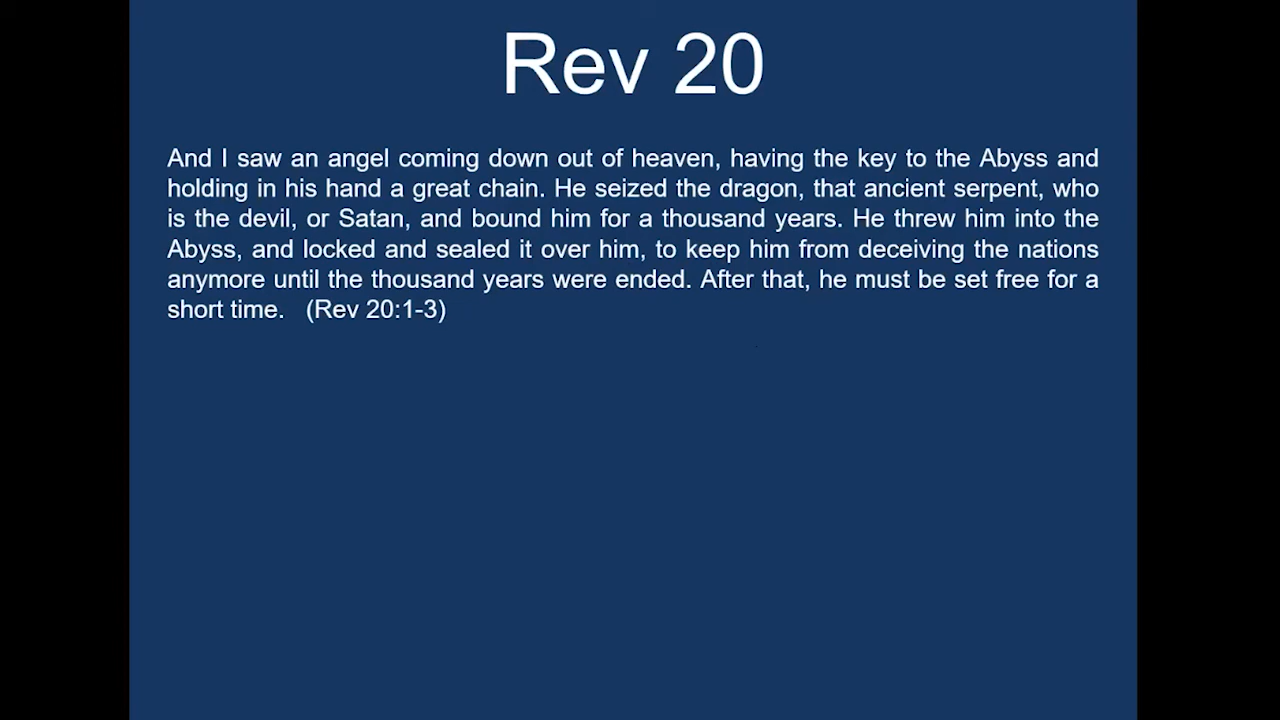 Rev 20
And I saw an angel coming down out of heaven, having the key to the Abyss and
holding in his hand a great chain. He seized the dragon, that ancient serpent, who
is the devil, or Satan, and bound him for a thousand years. He threw him into the
Abyss, and locked and sealed it over him, to keep him from deceiving the nations
anymore until the thousand years were ended. After that, he must be set free for a
short time.   (Rev 20:1-3)